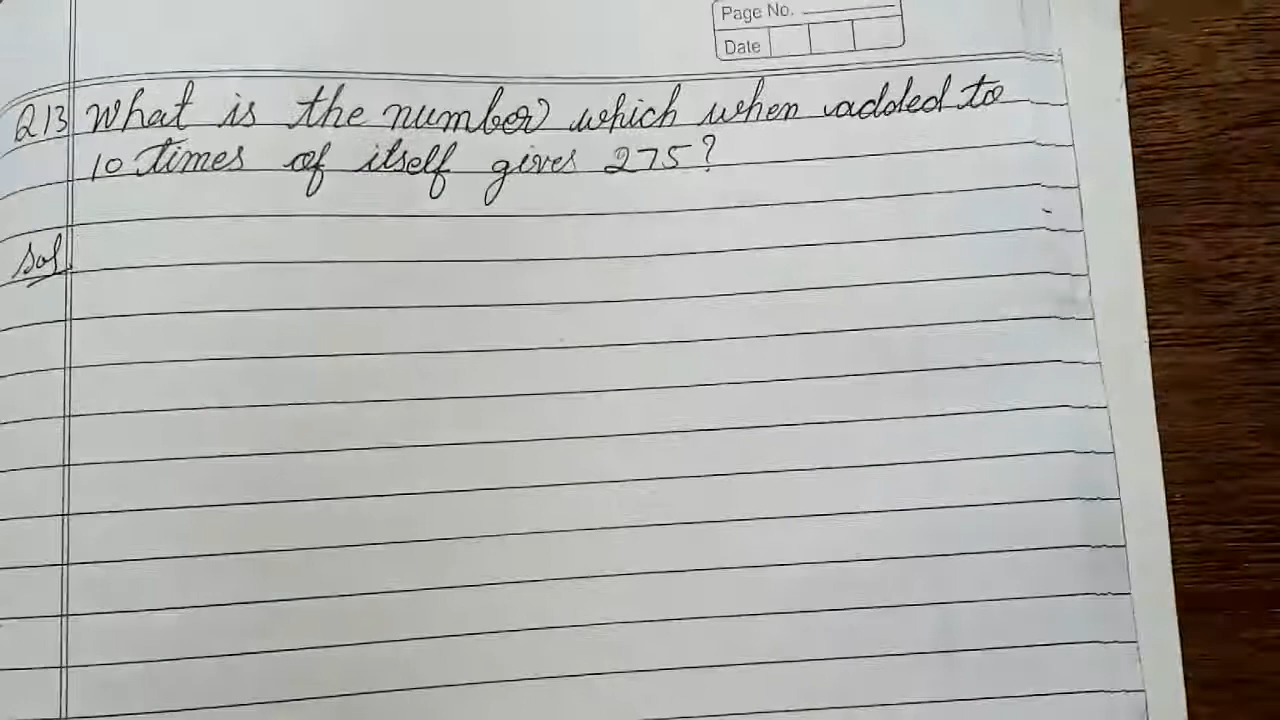 Page No.
Date
Q13 What is the number which when added to
10 times of itself gives 275?
Sol.